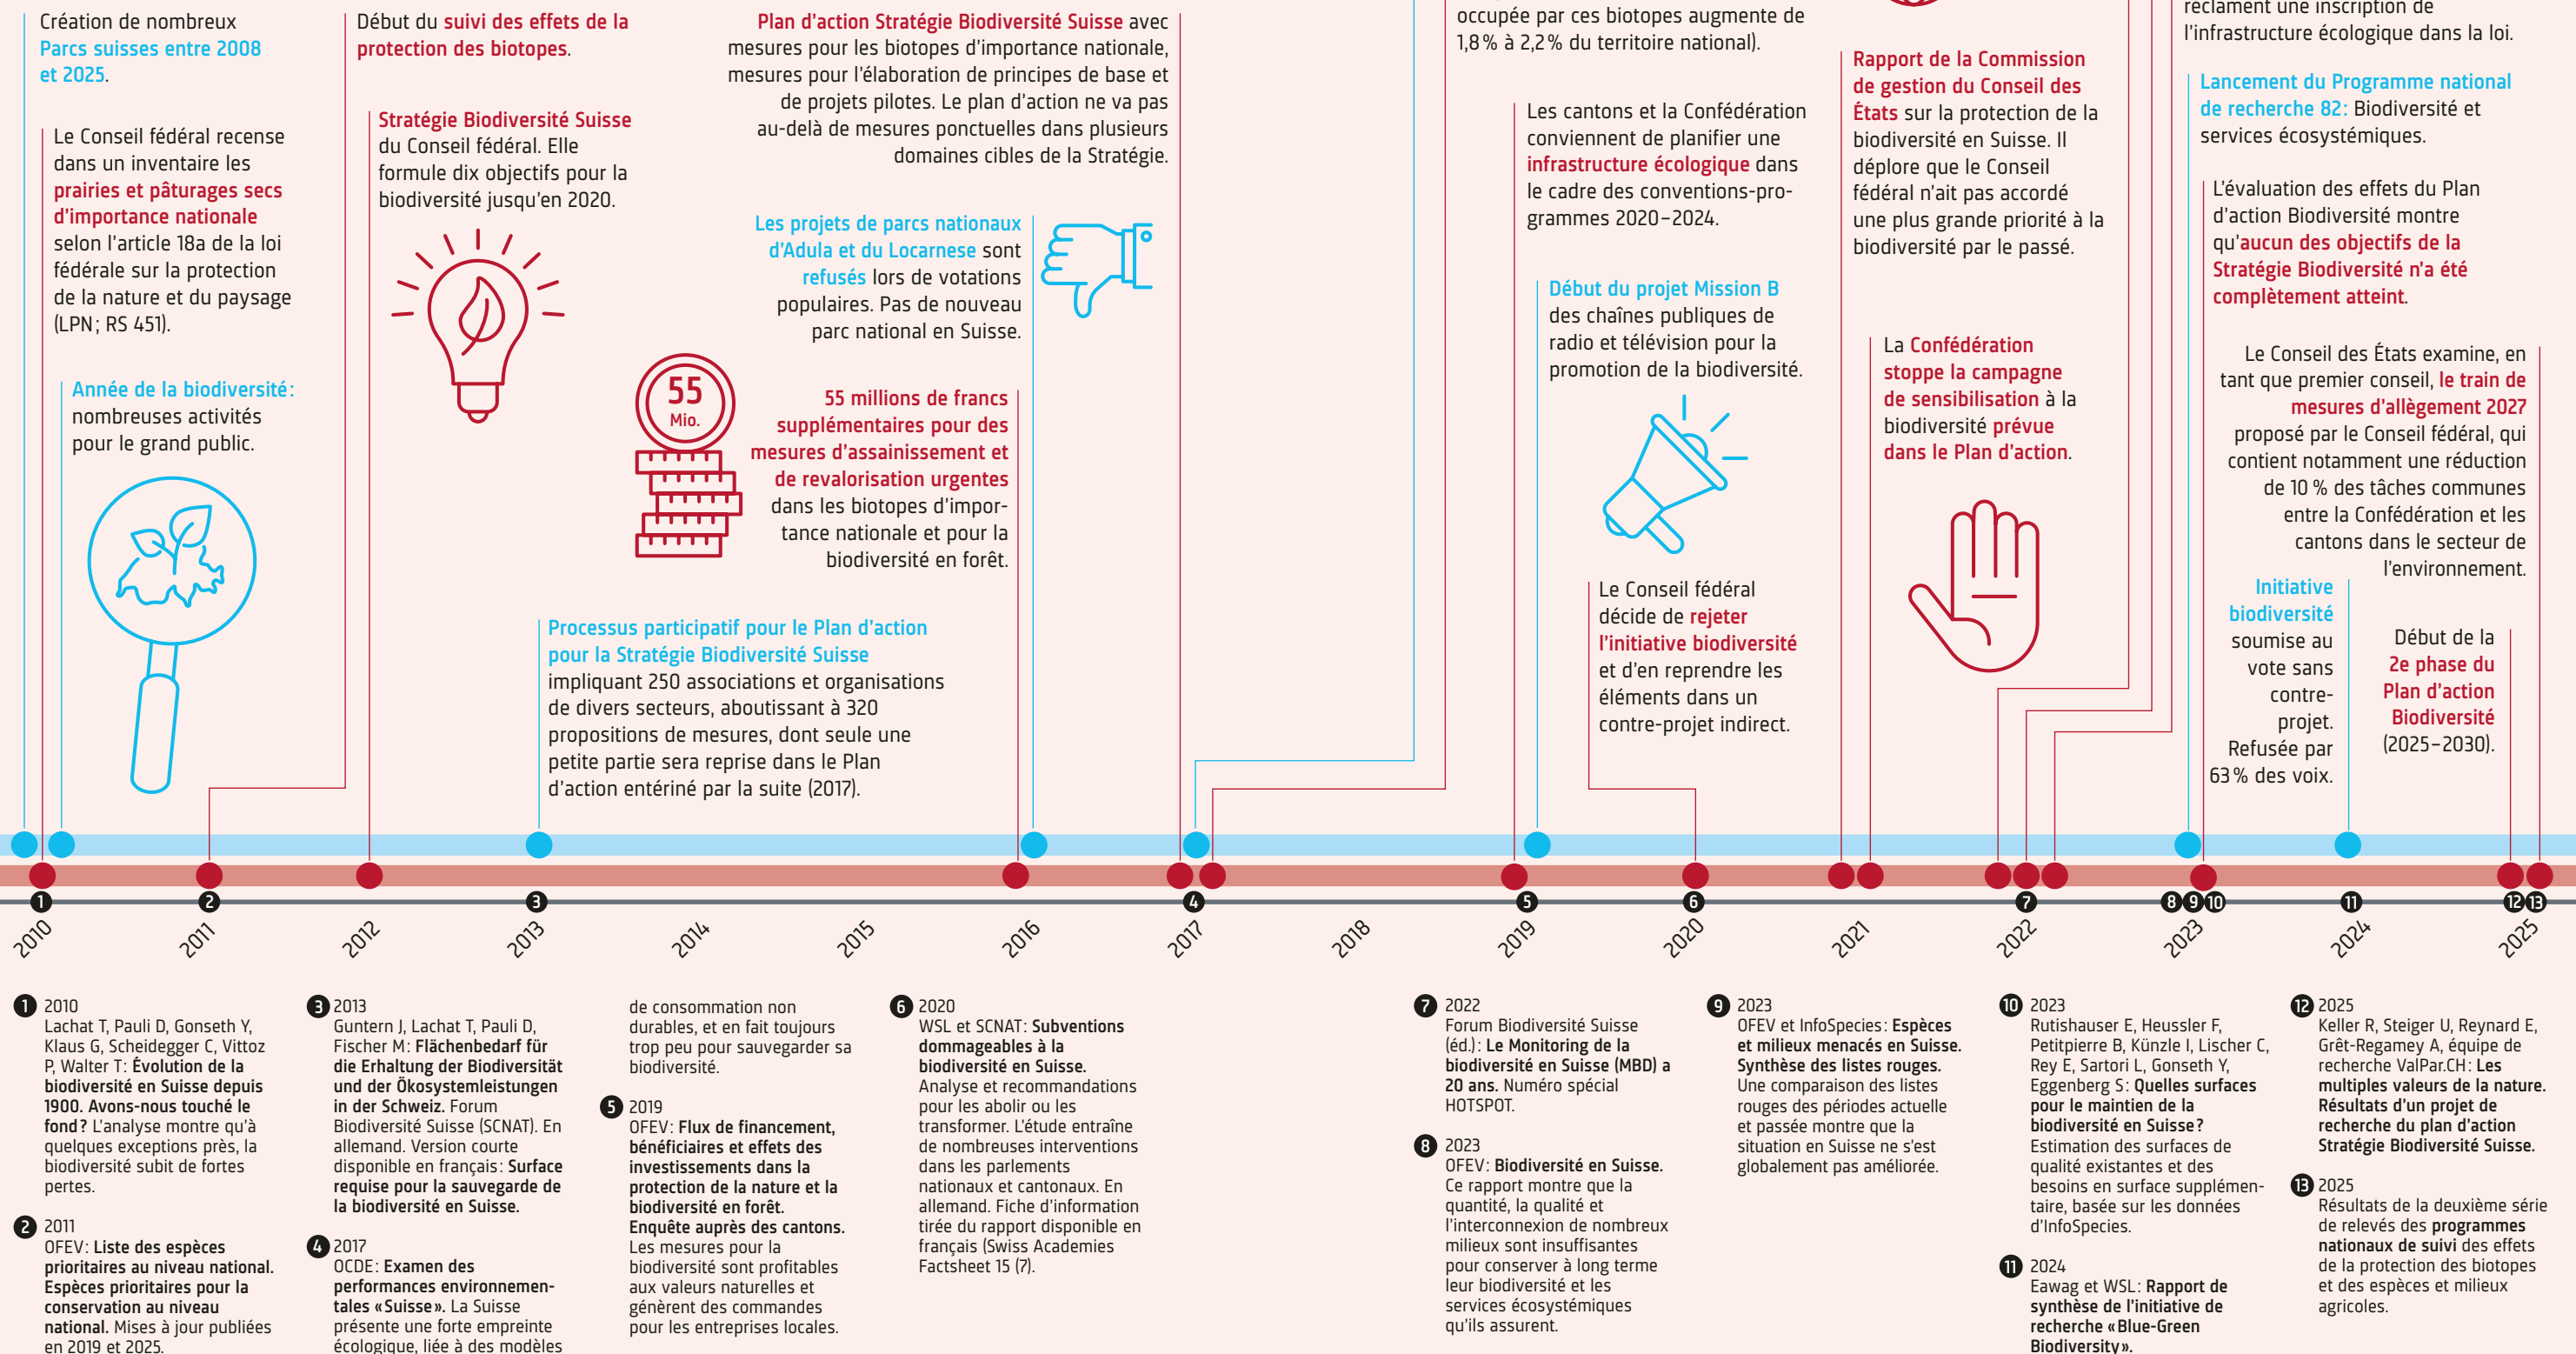 Création de nombreux
Parcs suisses entre 2008
et 2025.
Le Conseil fédéral recense
dans un inventaire les
prairies et pâturages secs
d'importance nationale
selon l'article 18a de la loi
fédérale sur la protection
de la nature et du paysage
(LPN; RS 451).
Année de la biodiversité:
nombreuses activités
pour le grand public.
Début du suivi des effets de la
protection des biotopes.
Stratégie Biodiversité Suisse
du Conseil fédéral. Elle
formule dix objectifs pour la
biodiversité jusqu'en 2020.
Plan d'action Stratégie Biodiversité Suisse avec
mesures pour les biotopes d'importance nationale,
mesures pour l'élaboration de principes de base et
de projets pilotes. Le plan d'action ne va pas
au-delà de mesures ponctuelles dans plusieurs
domaines cibles de la Stratégie.
Les projets de parcs nationaux
d'Adula et du Locarnese sont
refusés lors de votations
populaires. Pas de nouveau
parc national en Suisse.
55
Mio.
55 millions de francs
supplémentaires pour des
mesures d'assainissement et
de revalorisation urgentes
dans les biotopes d'impor-
tance nationale et pour la
biodiversité en forêt.
Processus participatif pour le Plan d'action
pour la Stratégie Biodiversité Suisse
impliquant 250 associations et organisations
de divers secteurs, aboutissant à 320
propositions de mesures, dont seule une
petite partie sera reprise dans le Plan
d'action entériné par la suite (2017).
occupée par ces biotopes augmente de
1,8 % à 2,2 % du territoire national).
Les cantons et la Confédération
conviennent de planifier une
infrastructure écologique dans
le cadre des conventions-pro-
grammes 2020–2024.
Début du projet Mission B
des chaînes publiques de
radio et télévision pour la
promotion de la biodiversité.
Le Conseil fédéral
décide de rejeter
l'initiative biodiversité
et d'en reprendre les
éléments dans un
contre-projet indirect.
Rapport de la Commission
de gestion du Conseil des
États sur la protection de la
biodiversité en Suisse. Il
déplore que le Conseil
fédéral n'ait pas accordé
une plus grande priorité à la
biodiversité par le passé.
La Confédération
stoppe la campagne
de sensibilisation à la
biodiversité prévue
dans le Plan d'action.
réclament une inscription de
l'infrastructure écologique dans la loi.
Lancement du Programme national
de recherche 82: Biodiversité et
services écosystémiques.
L'évaluation des effets du Plan
d'action Biodiversité montre
qu'aucun des objectifs de la
Stratégie Biodiversité n'a été
complètement atteint.
Le Conseil des États examine, en
tant que premier conseil, le train de
mesures d'allègement 2027
proposé par le Conseil fédéral, qui
contient notamment une réduction
de 10 % des tâches communes
entre la Confédération et les
cantons dans le secteur de
l'environnement.
Initiative
biodiversité
soumise au
vote sans
contre-
projet.
Refusée par
63 % des voix.
Début de la
2e phase du
Plan d'action
Biodiversité
(2025–2030).
1 2 3 4 5 6 7 8 9 10 11 12 13
2010 2011 2012 2013 2014 2015 2016 2017 2018 2019 2020 2021 2022 2023 2024 2025
1 2010
Lachat T, Pauli D, Gonseth Y,
Klaus G, Scheidegger C, Vittoz
P, Walter T: Évolution de la
biodiversité en Suisse depuis
1900. Avons-nous touché le
fond? L'analyse montre qu'à
quelques exceptions près, la
biodiversité subit de fortes
pertes.
2 2011
OFEV: Liste des espèces
prioritaires au niveau national.
Espèces prioritaires pour la
conservation au niveau
national. Mises à jour publiées
en 2019 et 2025.
3 2013
Guntern J, Lachat T, Pauli D,
Fischer M: Flächenbedarf für
die Erhaltung der Biodiversität
und der Ökosystemleistungen
in der Schweiz. Forum
Biodiversité Suisse (SCNAT). En
allemand. Version courte
disponible en français: Surface
requise pour la sauvegarde de
la biodiversité en Suisse.
4 2017
OCDE: Examen des
performances environnemen-
tales «Suisse». La Suisse
présente une forte empreinte
écologique, liée à des modèles
de consommation non
durables, et en fait toujours
trop peu pour sauvegarder sa
biodiversité.
5 2019
OFEV: Flux de financement,
bénéficiaires et effets des
investissements dans la
protection de la nature et la
biodiversité en forêt.
Enquête auprès des cantons.
Les mesures pour la
biodiversité sont profitables
aux valeurs naturelles et
génèrent des commandes
pour les entreprises locales.
6 2020
WSL et SCNAT: Subventions
dommageables à la
biodiversité en Suisse.
Analyse et recommandations
pour les abolir ou les
transformer. L'étude entraîne
de nombreuses interventions
dans les parlements
nationaux et cantonaux. En
allemand. Fiche d'information
tirée du rapport disponible en
français (Swiss Academies
Factsheet 15 (7).
7 2022
Forum Biodiversité Suisse
(éd.): Le Monitoring de la
biodiversité en Suisse (MBD) a
20 ans. Numéro spécial
HOTSPOT.
8 2023
OFEV: Biodiversité en Suisse.
Ce rapport montre que la
quantité, la qualité et
l'interconnexion de nombreux
milieux sont insuffisantes
pour conserver à long terme
leur biodiversité et les
services écosystémiques
qu'ils assurent.
9 2023
OFEV et InfoSpecies: Espèces
et milieux menacés en Suisse.
Synthèse des listes rouges.
Une comparaison des listes
rouges des périodes actuelle
et passée montre que la
situation en Suisse ne s'est
globalement pas améliorée.
10 2023
Rutishauser E, Heussler F,
Petitpierre B, Künzle I, Lischer C,
Rey E, Sartori L, Gonseth Y,
Eggenberg S: Quelles surfaces
pour le maintien de la
biodiversité en Suisse?
Estimation des surfaces de
qualité existantes et des
besoins en surface supplémen-
taire, basée sur les données
d'InfoSpecies.
11 2024
Eawag et WSL: Rapport de
synthèse de l'initiative de
recherche «Blue-Green
Biodiversity».
12 2025
Keller R, Steiger U, Reynard E,
Grêt-Regamey A, équipe de
recherche ValPar.CH: Les
multiples valeurs de la nature.
Résultats d'un projet de
recherche du plan d'action
Stratégie Biodiversité Suisse.
13 2025
Résultats de la deuxième série
de relevés des programmes
nationaux de suivi des effets
de la protection des biotopes
et des espèces et milieux
agricoles.